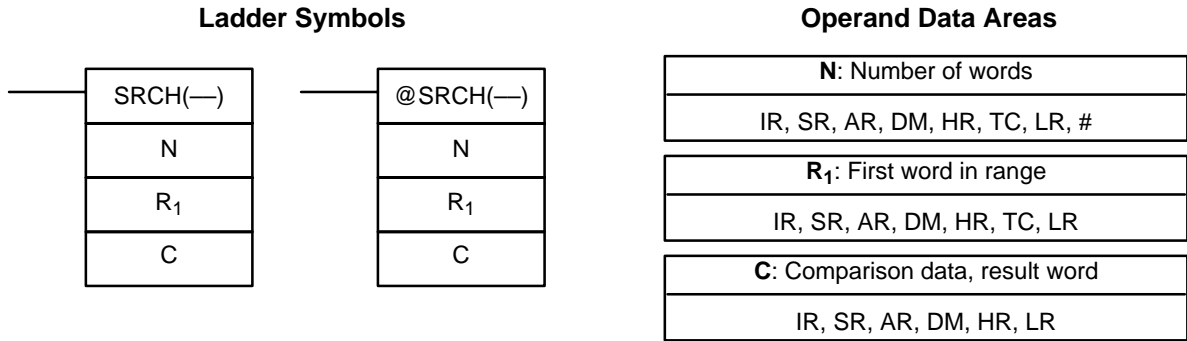 Ladder Symbols
SRCH(––)
N
R1
C
@SRCH(––)
N
R1
C
Operand Data Areas
N: Number of words
IR, SR, AR, DM, HR, TC, LR, #
R1: First word in range
IR, SR, AR, DM, HR, TC, LR
C: Comparison data, result word
IR, SR, AR, DM, HR, LR